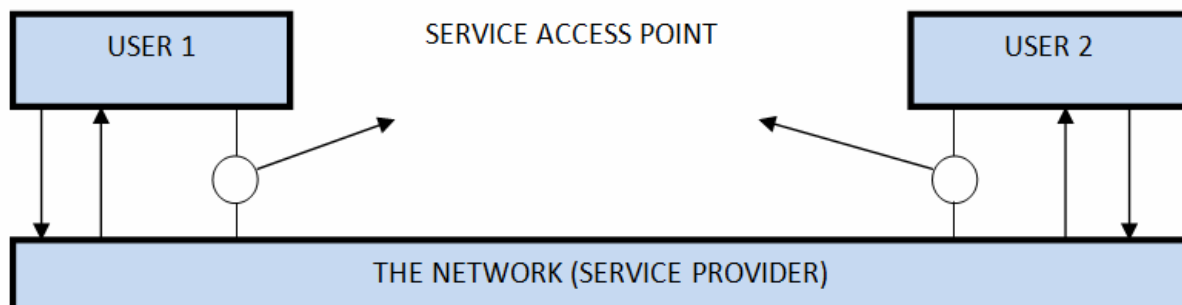 USER 1
SERVICE ACCESS POINT
USER 2
THE NETWORK (SERVICE PROVIDER)